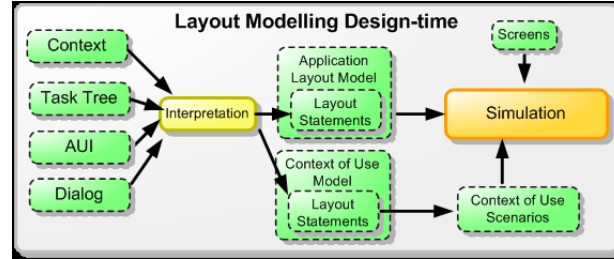 Layout Modelling Design-time
Context
Task Tree
AUI
Dialog
Interpretation
Application
Layout Model
Layout
Statements
Context of Use
Model
Layout
Statements
Screens
Simulation
Context of Use
Scenarios